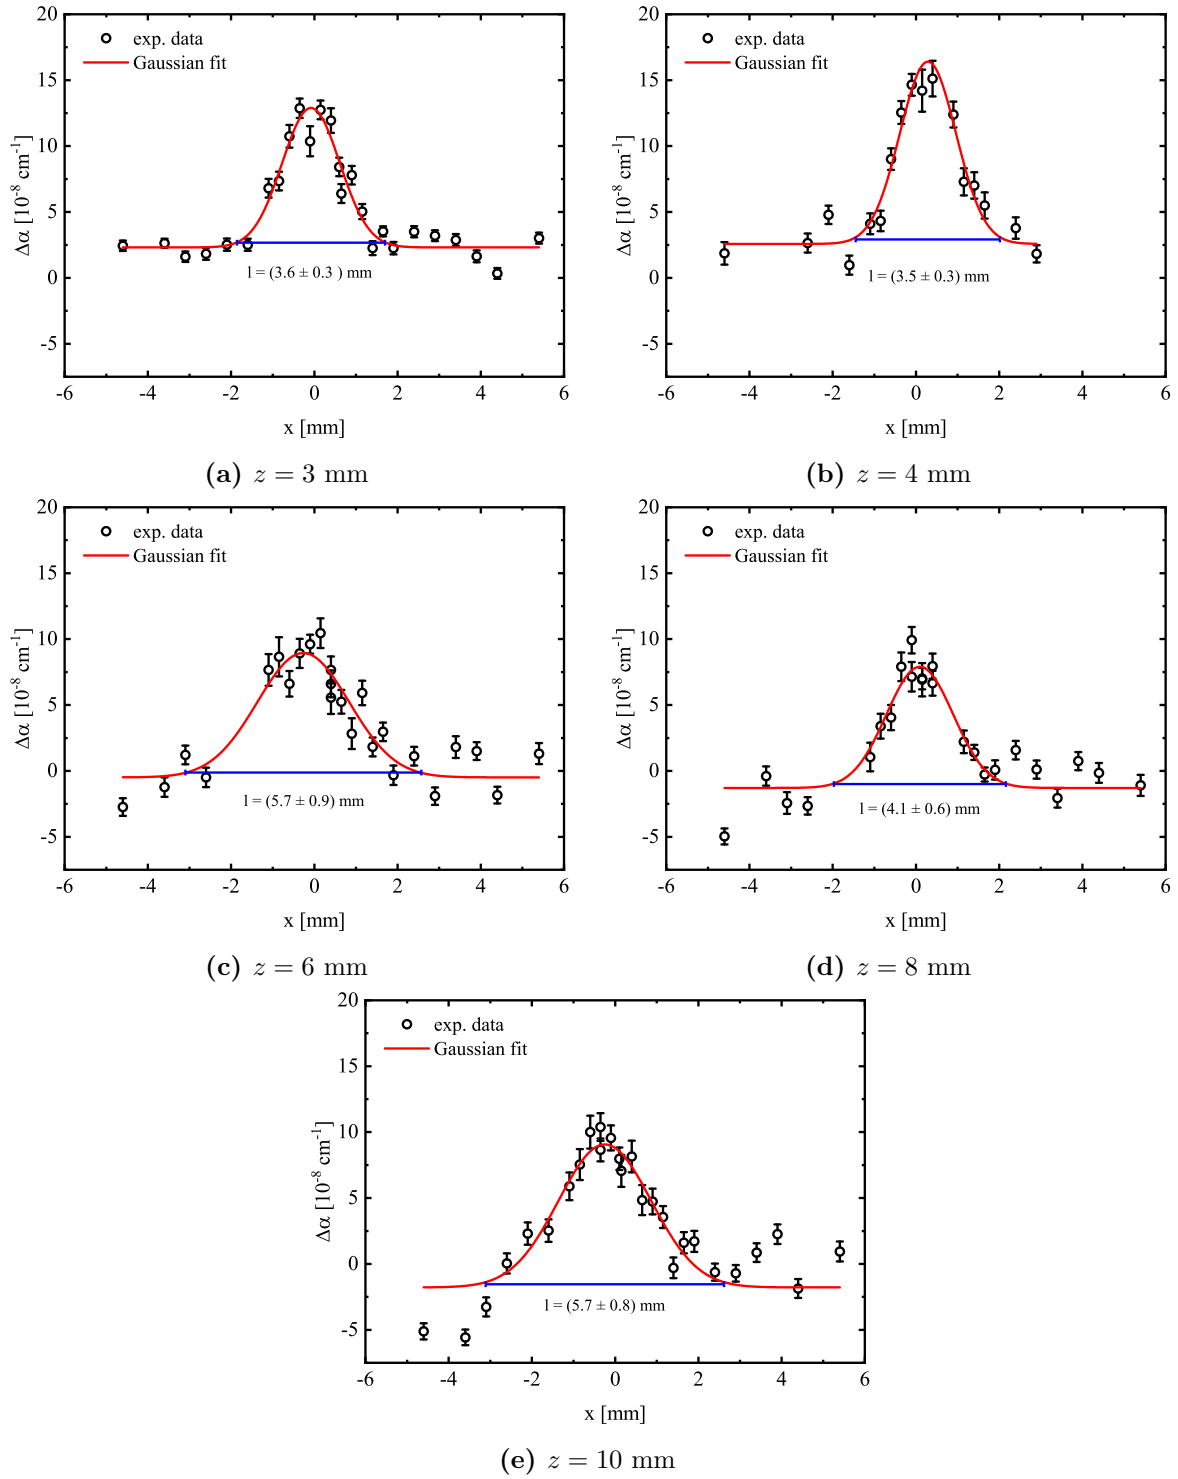 20
15
10
5
0
-5
-6
-4
-2
0
2
4
6
exp. data
Gaussian fit
Δα [10⁻⁸ cm⁻¹]
l = (3.6 ± 0.3 ) mm
x [mm]
(a) z = 3 mm
20
15
10
5
0
-5
-6
-4
-2
0
2
4
6
exp. data
Gaussian fit
Δα [10⁻⁸ cm⁻¹]
l = (3.5 ± 0.3) mm
x [mm]
(b) z = 4 mm
20
15
10
5
0
-5
-6
-4
-2
0
2
4
6
exp. data
Gaussian fit
Δα [10⁻⁸ cm⁻¹]
l = (5.7 ± 0.9) mm
x [mm]
(c) z = 6 mm
20
15
10
5
0
-5
-6
-4
-2
0
2
4
6
exp. data
Gaussian fit
Δα [10⁻⁸ cm⁻¹]
l = (4.1 ± 0.6) mm
x [mm]
(d) z = 8 mm
20
15
10
5
0
-5
-6
-4
-2
0
2
4
6
exp. data
Gaussian fit
Δα [10⁻⁸ cm⁻¹]
l = (5.7 ± 0.8) mm
x [mm]
(e) z = 10 mm